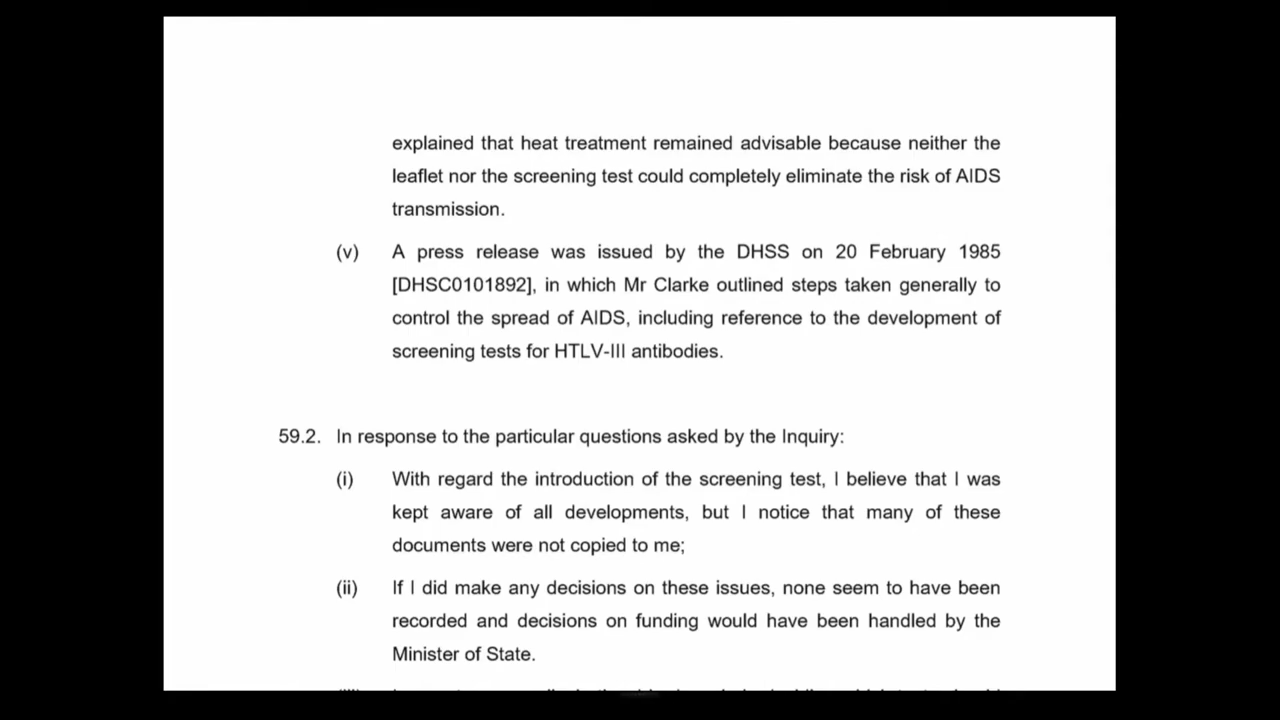 explained that heat treatment remained advisable because neither the
leaflet nor the screening test could completely eliminate the risk of AIDS
transmission.
(v) A press release was issued by the DHSS on 20 February 1985
[DHSC0101892], in which Mr Clarke outlined steps taken generally to
control the spread of AIDS, including reference to the development of
screening tests for HTLV-III antibodies.
59.2. In response to the particular questions asked by the Inquiry:
(i) With regard the introduction of the screening test, I believe that I was
kept aware of all developments, but I notice that many of these
documents were not copied to me;
(ii) If I did make any decisions on these issues, none seem to have been
recorded and decisions on funding would have been handled by the
Minister of State.